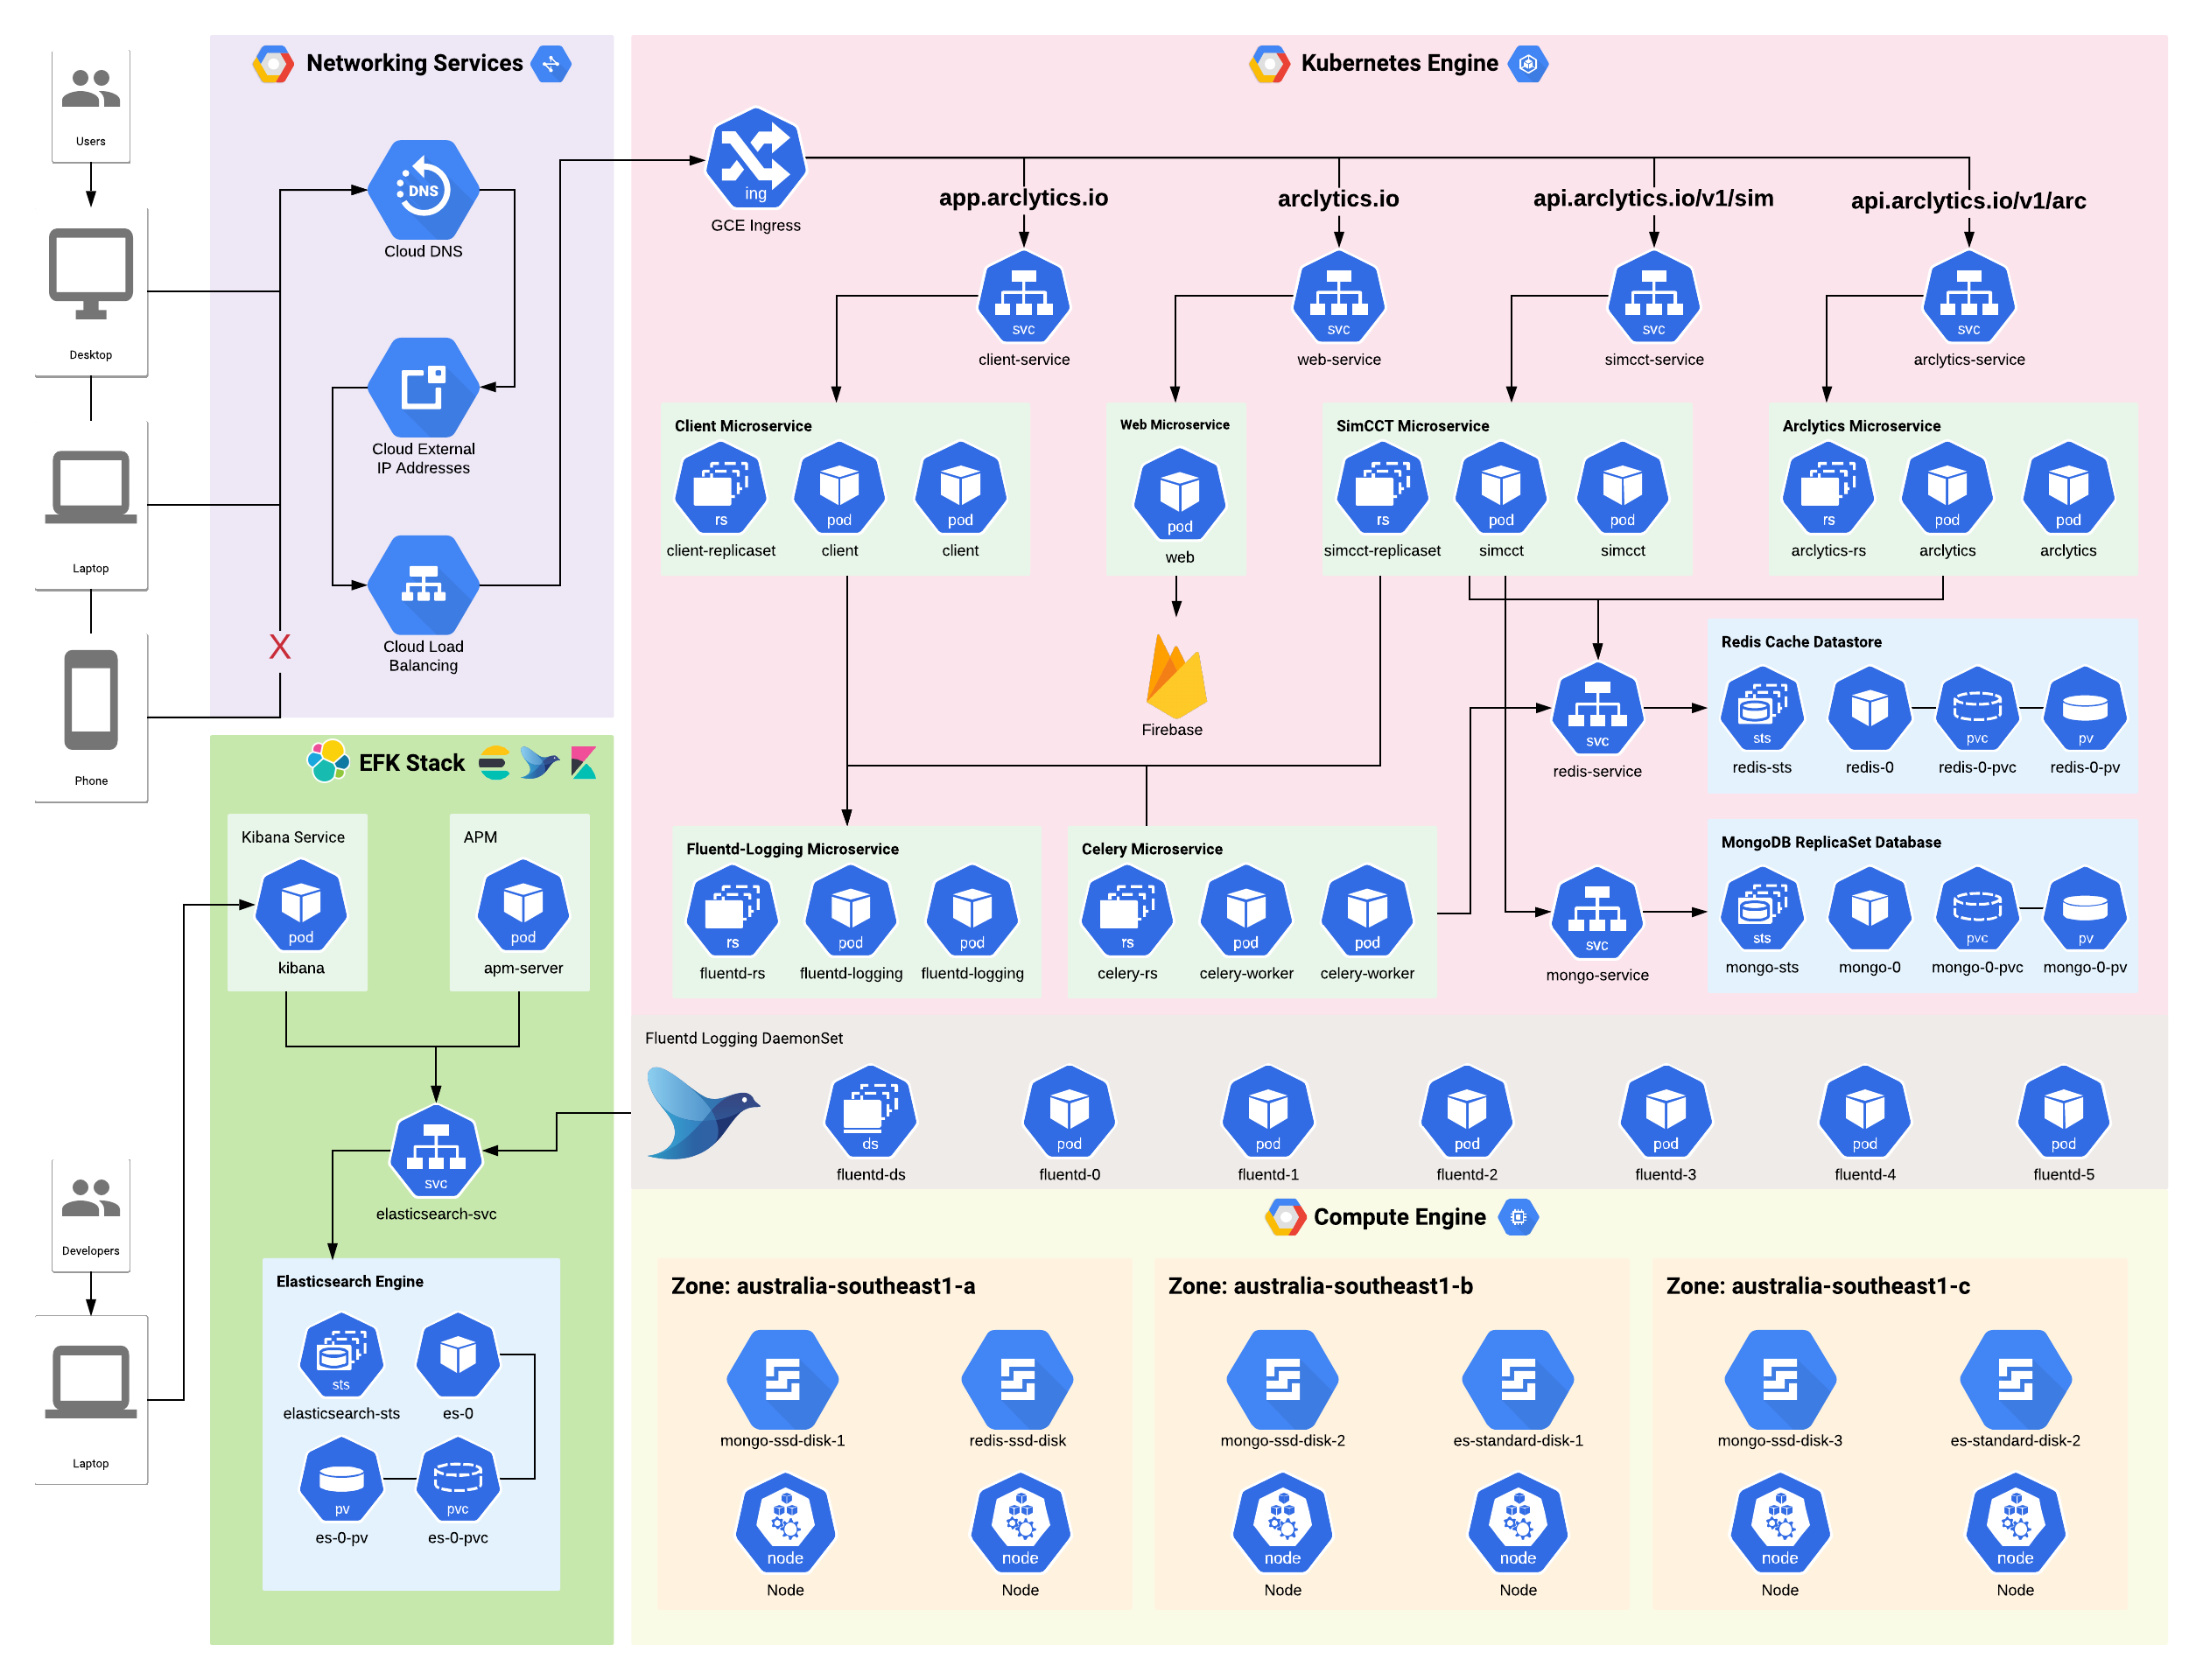 Users
Desktop
Laptop
Phone
Networking Services
DNS
Cloud DNS
Cloud External
IP Addresses
Cloud Load
Balancing
X
Kubernetes Engine
ing
GCE Ingress
app.arclytics.io
arclytics.io
api.arclytics.io/v1/sim
api.arclytics.io/v1/arc
svc
client-service
svc
web-service
svc
simcct-service
svc
arclytics-service
Client Microservice
rs
client-replicaset
pod
client
pod
client
Web Microservice
pod
web
SimCCT Microservice
rs
simcct-replicaset
pod
simcct
pod
simcct
Arclytics Microservice
rs
arclytics-rs
pod
arclytics
pod
arclytics
Firebase
svc
redis-service
Redis Cache Datastore
sts
redis-sts
redis-0
pvc
redis-0-pvc
pv
redis-0-pv
Fluentd-Logging Microservice
rs
fluentd-rs
pod
fluentd-logging
pod
fluentd-logging
Celery Microservice
rs
celery-rs
pod
celery-worker
pod
celery-worker
svc
mongo-service
MongoDB ReplicaSet Database
sts
mongo-sts
mongo-0
pvc
mongo-0-pvc
pv
mongo-0-pv
EFK Stack
Kibana Service
pod
kibana
APM
pod
apm-server
svc
elasticsearch-svc
Elasticsearch Engine
sts
elasticsearch-sts
es-0
pv
es-0-pv
pvc
es-0-pvc
Developers
Laptop
Fluentd Logging DaemonSet
ds
fluentd-ds
pod
fluentd-0
pod
fluentd-1
pod
fluentd-2
pod
fluentd-3
pod
fluentd-4
pod
fluentd-5
Compute Engine
Zone: australia-southeast1-a
mongo-ssd-disk-1
redis-ssd-disk
node
Node
node
Node
Zone: australia-southeast1-b
mongo-ssd-disk-2
es-standard-disk-1
node
Node
node
Node
Zone: australia-southeast1-c
mongo-ssd-disk-3
es-standard-disk-2
node
Node
node
Node